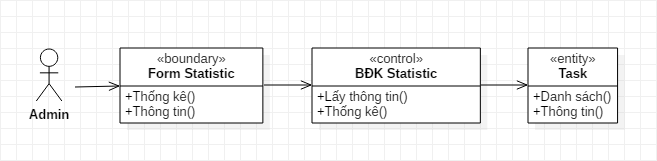 Admin
«boundary»
Form Statistic
+Thống kê()
+Thông tin()
«control»
BĐK Statistic
+Lấy thông tin()
+Thống kê()
«entity»
Task
+Danh sách()
+Thông tin()